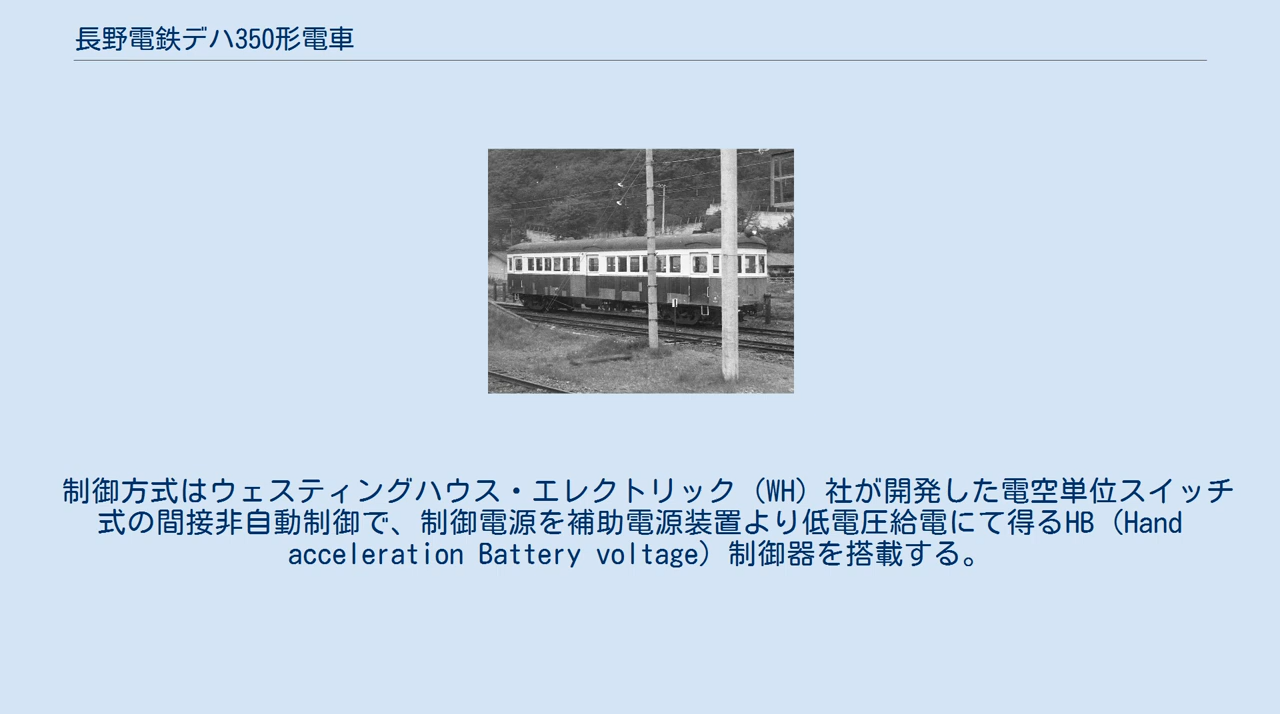 長野電鉄デハ350形電車
制御方式はウェスティングハウス・エレクトリック（WH）社が開発した電空単位スイッチ
式の間接非自動制御で、制御電源を補助電源装置より低電圧給電にて得るHB（Hand
acceleration Battery voltage）制御器を搭載する。